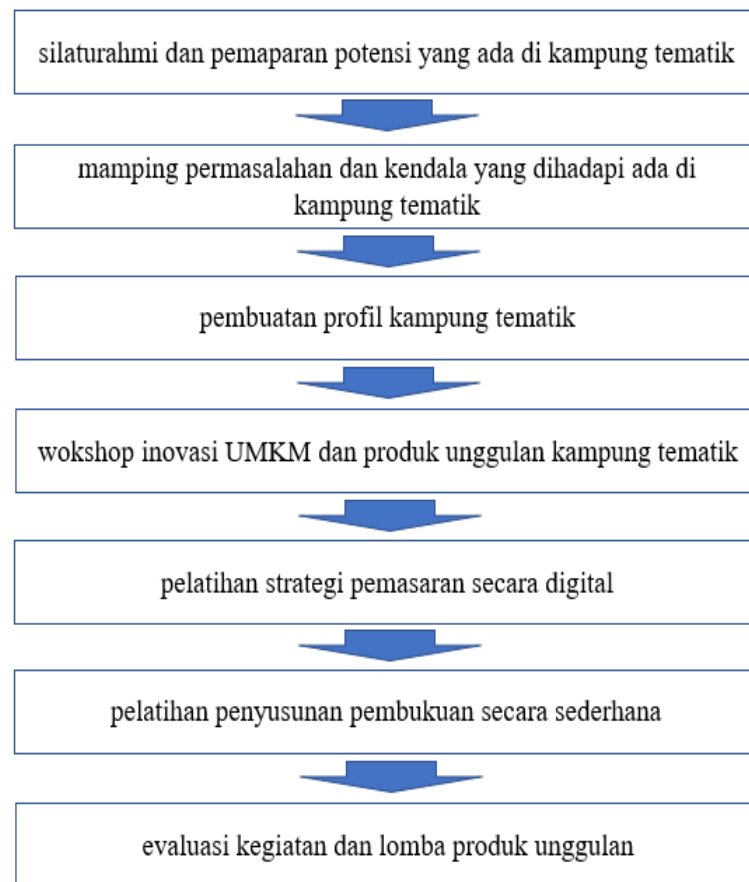 silaturahmi dan pemaparan potensi yang ada di kampung tematik
mamping permasalahan dan kendala yang dihadapi ada di
kampung tematik
pembuatan profil kampung tematik
wokshop inovasi UMKM dan produk unggulan kampung tematik
pelatihan strategi pemasaran secara digital
pelatihan penyusunan pembukuan secara sederhana
evaluasi kegiatan dan lomba produk unggulan